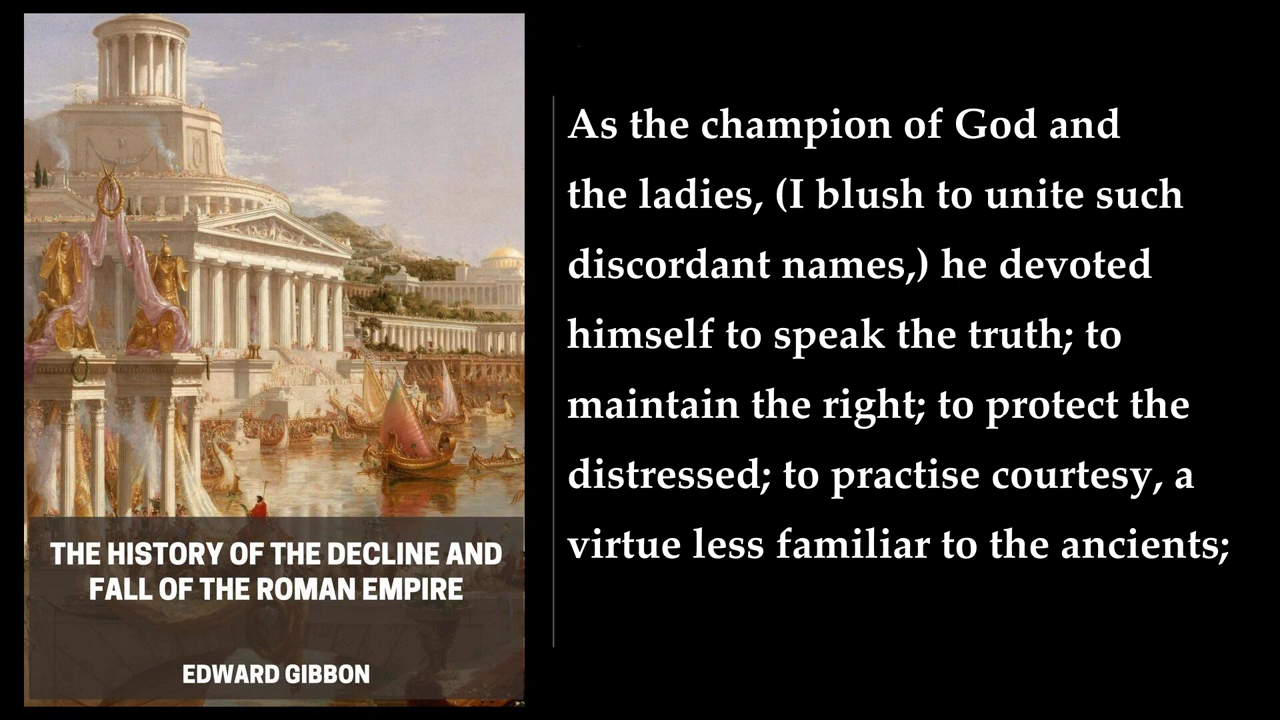 THE HISTORY OF THE DECLINE AND
FALL OF THE ROMAN EMPIRE
EDWARD GIBBON
As the champion of God and
the ladies, (I blush to unite such
discordant names,) he devoted
himself to speak the truth; to
maintain the right; to protect the
distressed; to practise courtesy, a
virtue less familiar to the ancients;